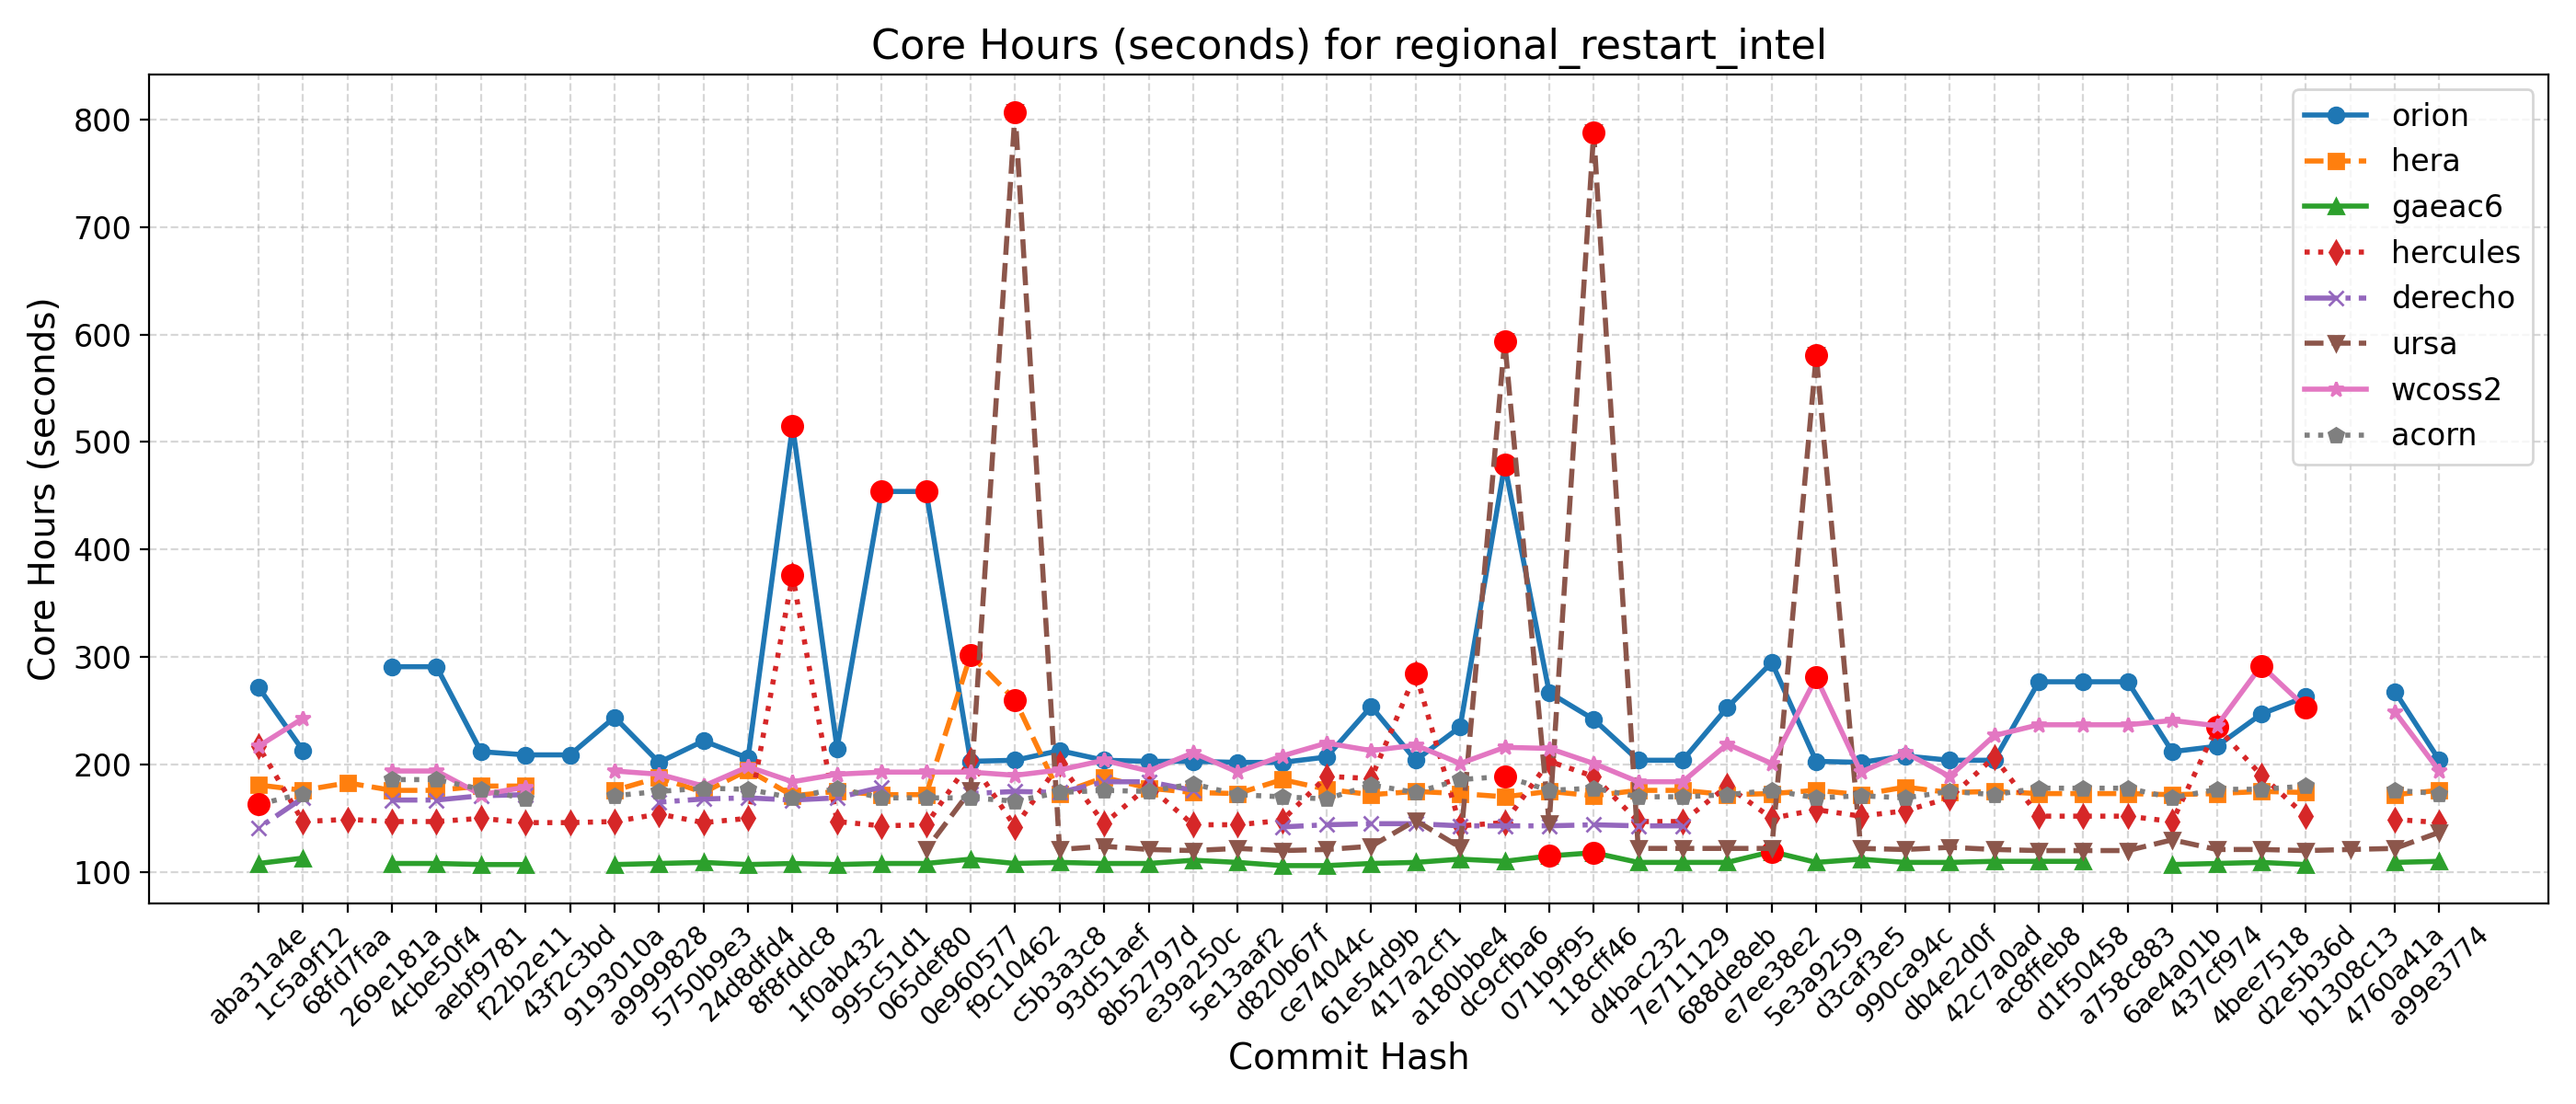 Core Hours (seconds) for regional_restart_intel
Core Hours (seconds)
800
700
600
500
400
300
200
100
orion
hera
gaeac6
hercules
derecho
ursa
wcoss2
acorn
aba31a4e
1c5a9f12
68fd7faa
269e181a
4cbe50f4
aebf9781
f22b2e11
43f2c3bd
9193010a
a9999828
5750b9e3
24d8dfd4
8f8fddc8
1f0ab432
995c51d1
065def80
0e960577
f9c10462
c5b3a3c8
93d51aef
8b52797d
e39a250c
5e13aaf2
d820b67f
ce74044c
61e54d9b
417a2cf1
a180bbe4
dc9cfba6
071b9f95
118cff46
d4bac232
7e711129
688de8eb
e7ee38e2
5e3a9259
d3caf3e5
990ca94c
db4e2d0f
42c7a0ad
ac8ffeb8
d1f50458
a758c883
6ae4a01b
437cf974
4bee7518
d2e5b36d
b1308c13
4760a41a
a99e3774
Commit Hash